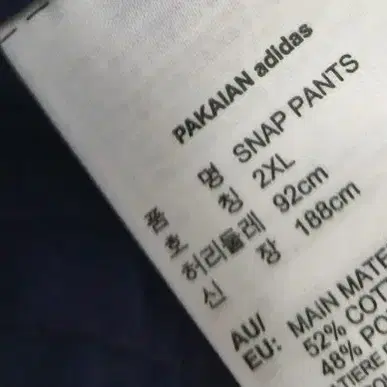 PAKAIAN adidas
품 명 SNAP PANTS
호 칭 2XL
허리둘레 92cm
신 장 188cm
AU/ MAIN MATE
EU: 52% COTT
48% PO
TIERE